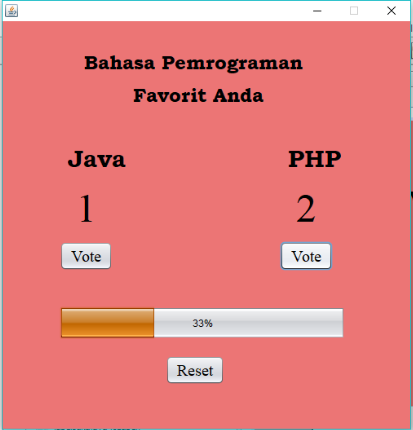 Bahasa Pemrograman
Favorit Anda
Java PHP
1 2
Vote Vote
33%
Reset